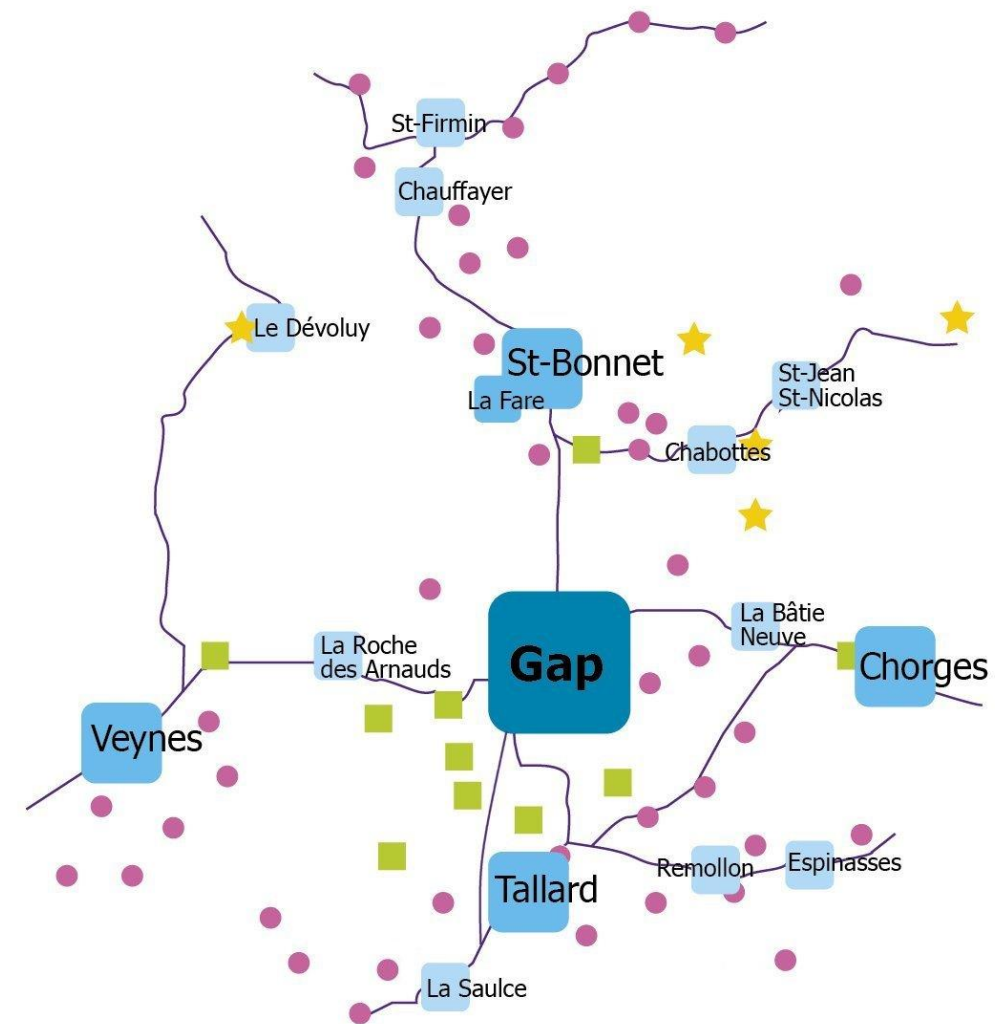 St-Firmin
Chauffayer
Le Dévoluy
St-Bonnet
La Fare
St-Jean
St-Nicolas
Chabottes
La Bâtie
Neuve
La Roche
des Arnauds
Gap
Chorges
Veynes
Remollon
Espinasses
Tallard
La Saulce